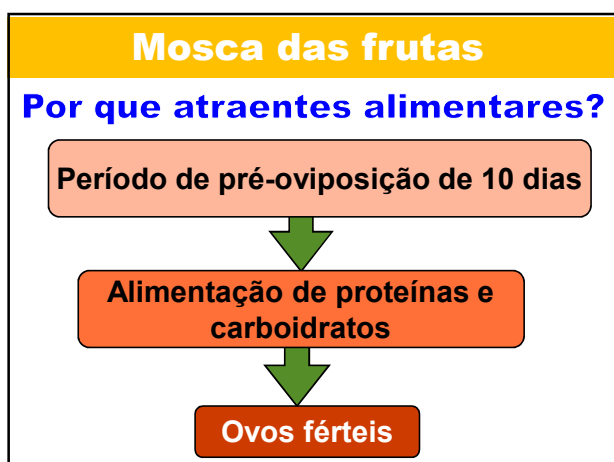 Mosca das frutas
Por que atraentes alimentares?
Período de pré-oviposição de 10 dias
Alimentação de proteínas e
carboidratos
Ovos férteis